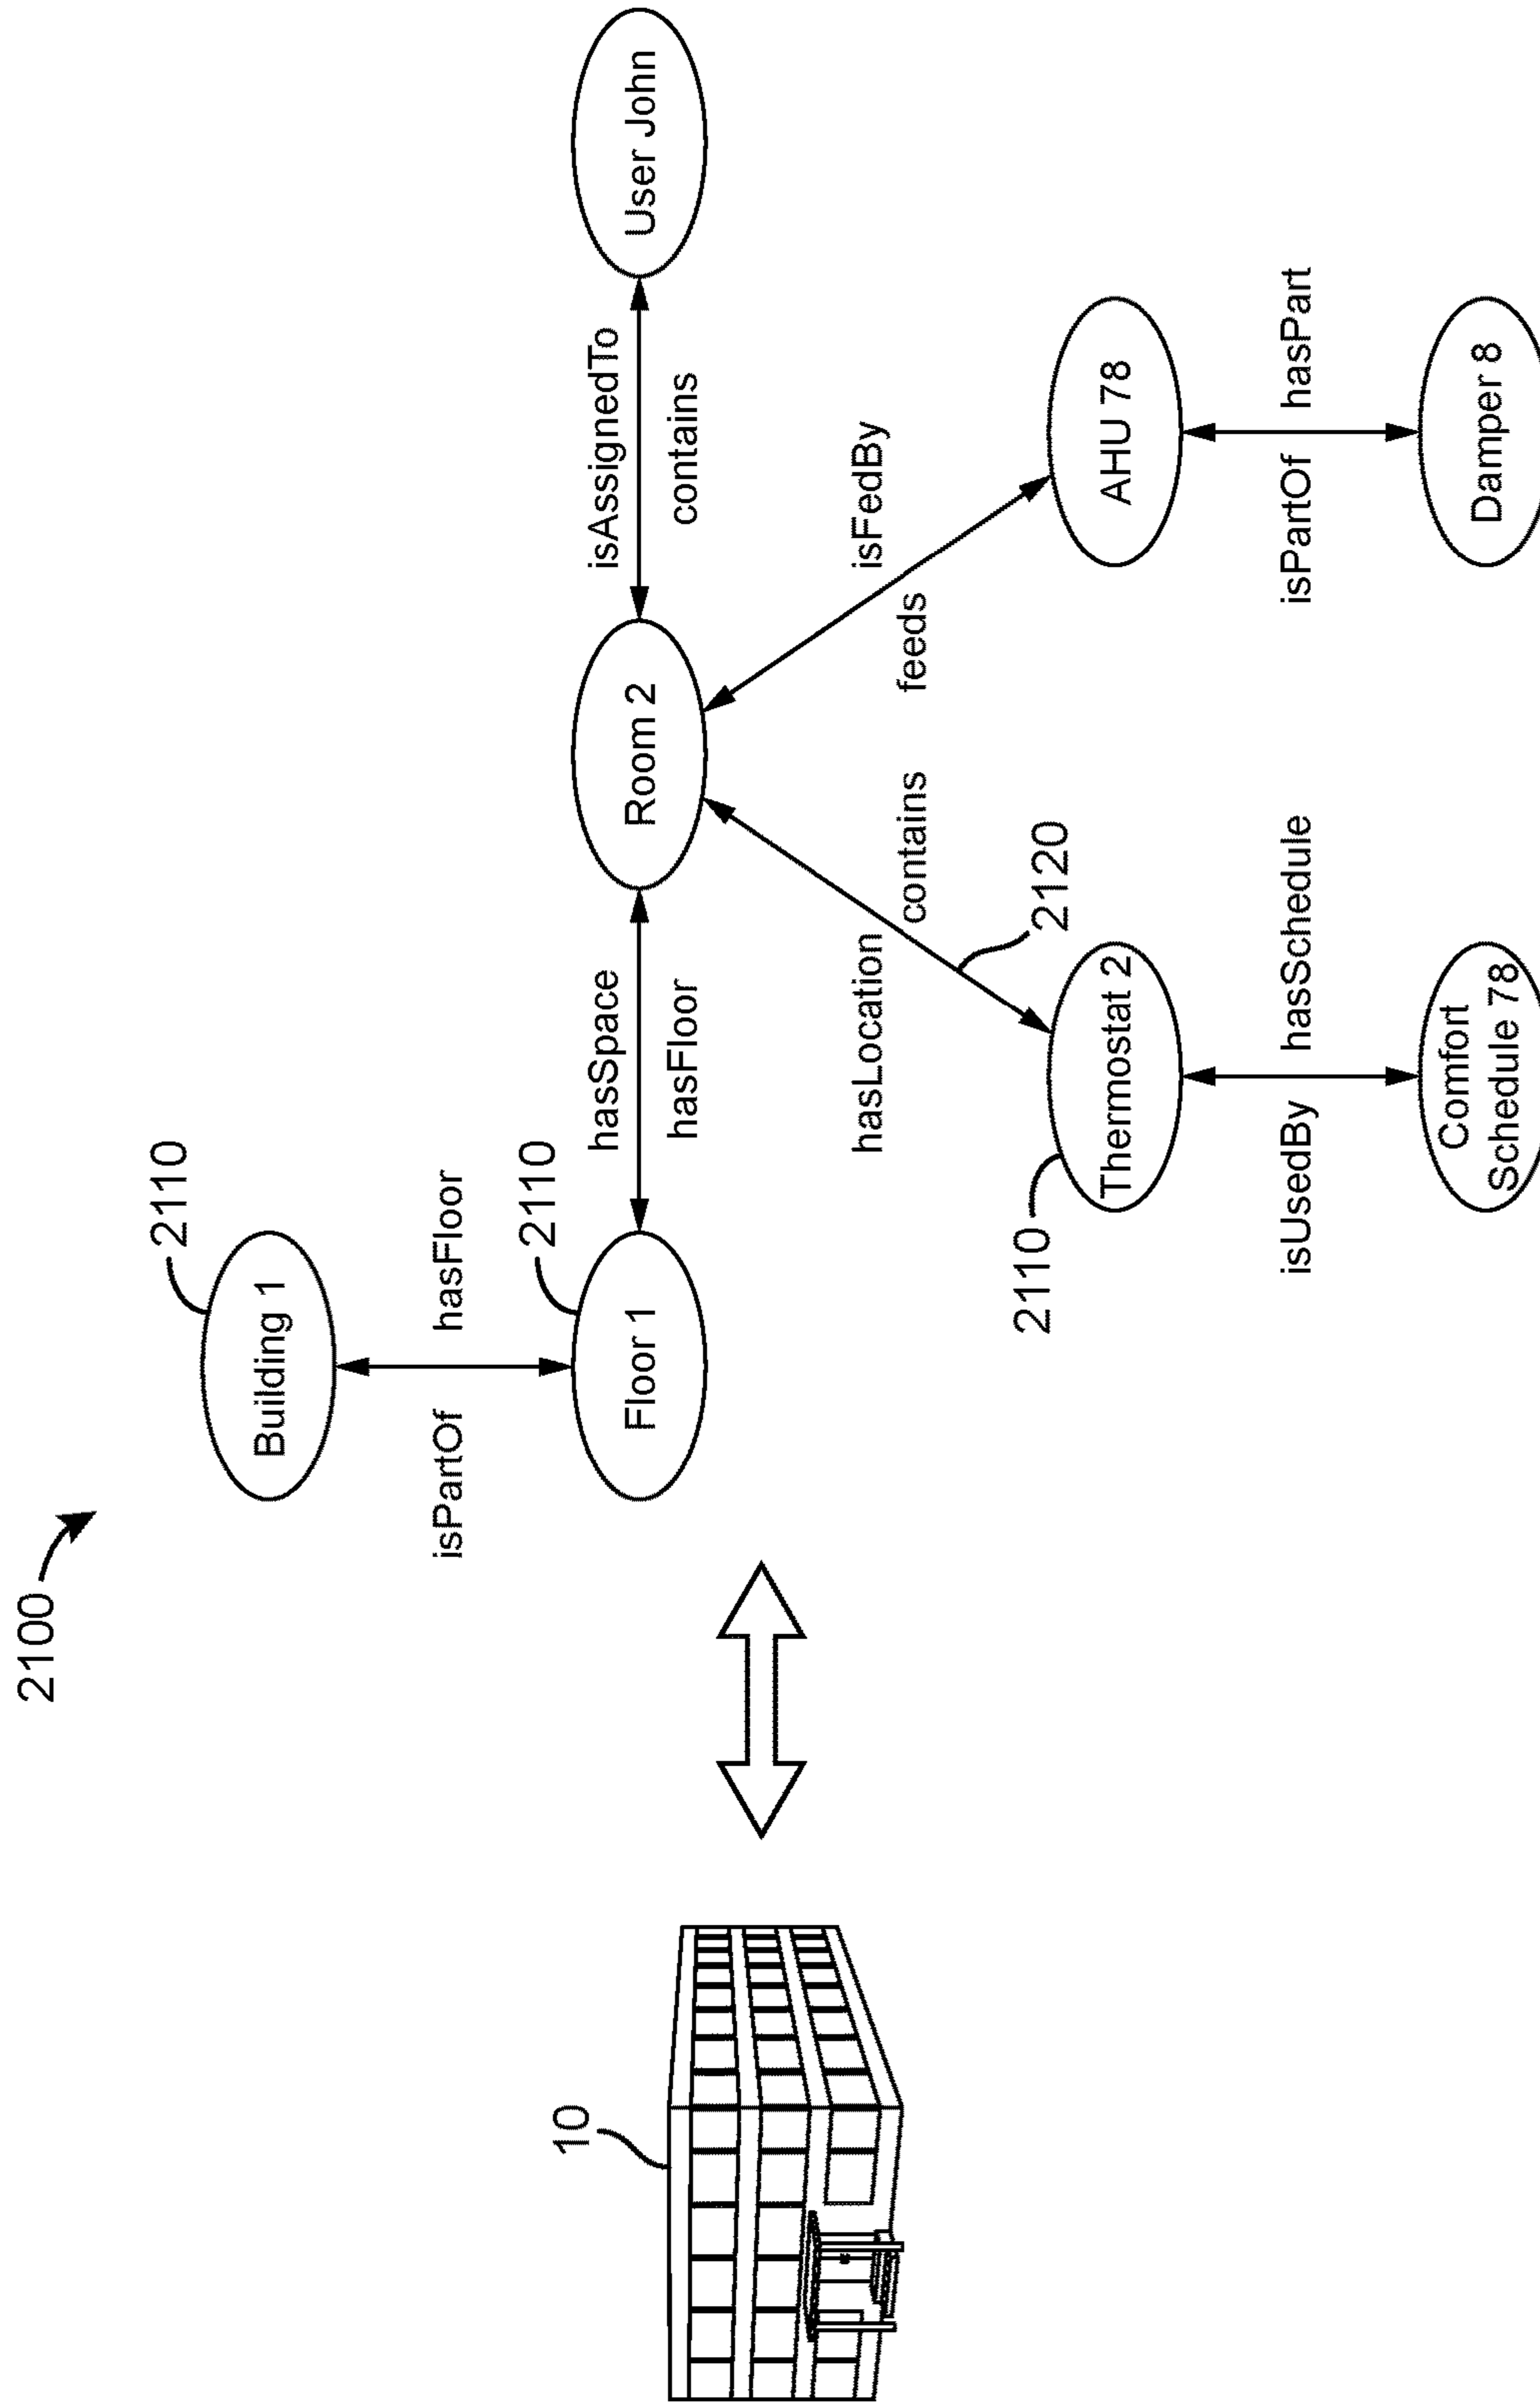 2100
Building 1
2110
isPartOf
hasFloor
2110
Floor 1
hasSpace
hasFloor
Room 2
isAssignedTo
contains
User John
10
hasLocation
contains
2120
isFedBy
feeds
2110
Thermostat 2
AHU 78
isUsedBy
hasSchedule
isPartOf
hasPart
Comfort
Schedule 78
Damper 8